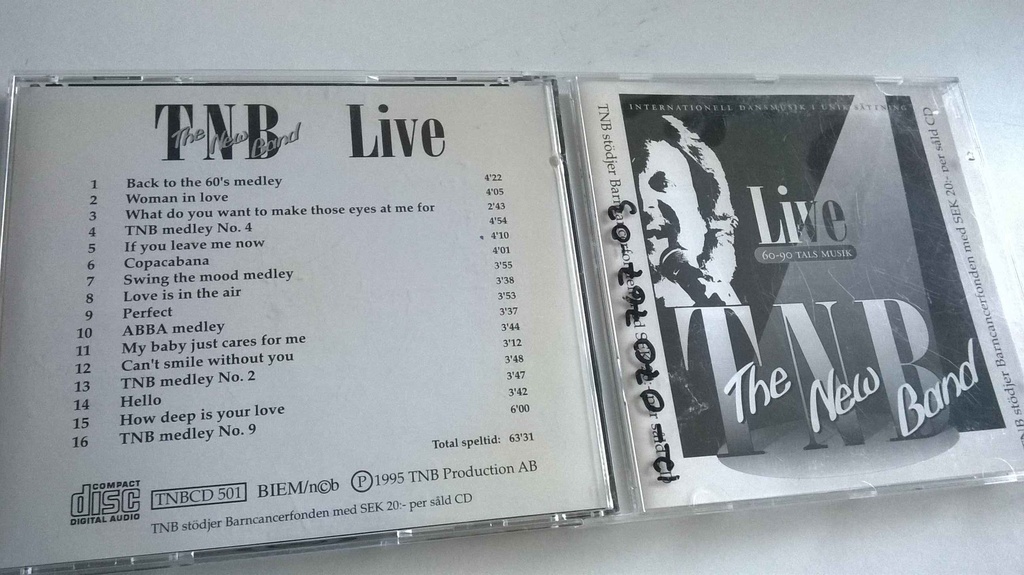 TNB Live
The New Band
1 Back to the 60's medley 4'22
2 Woman in love 4'05
3 What do you want to make those eyes at me for 2'43
4 TNB medley No. 4 4'54
5 If you leave me now 4'10
6 Copacabana 4'01
7 Swing the mood medley 3'55
8 Love is in the air 3'38
9 Perfect 3'53
10 ABBA medley 3'37
11 My baby just cares for me 3'44
12 Can't smile without you 3'12
13 TNB medley No. 2 3'48
14 Hello 3'47
15 How deep is your love 3'42
16 TNB medley No. 9 6'00
Total speltid: 63'31
COMPACT
disc
DIGITAL AUDIO
TNBCD 501 BIEM/n©b Ⓟ1995 TNB Production AB
TNB stödjer Barncancerfonden med SEK 20:- per såld CD
TNB stödjer
INTERNATIONELL DANSMUSIK I UNIK SÄTTNING
Live
60-90 TALS MUSIK
TNB
The New Band
TNB stödjer Barncancerfonden med SEK 20:- per såld CD